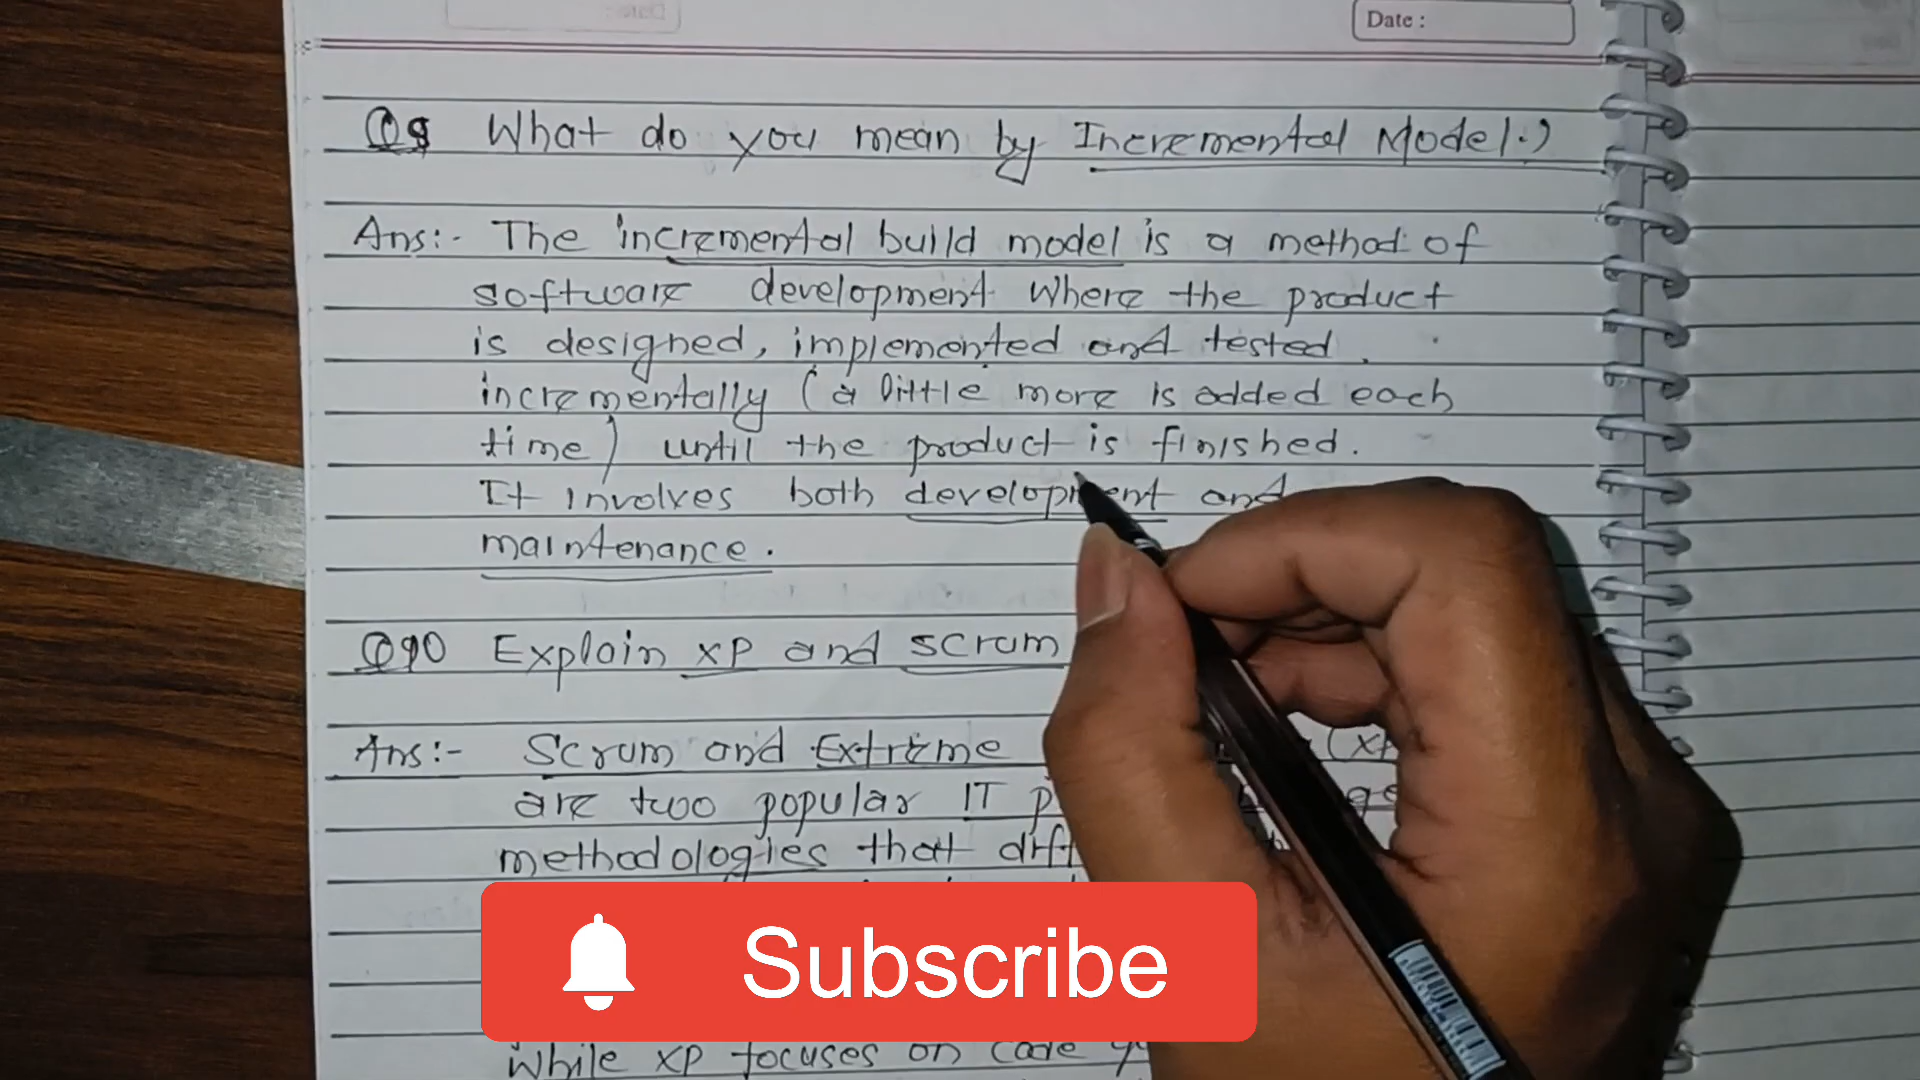 Date :
Q9 What do you mean by Incremental Model.?
Ans:- The incremental build model is a method of
software development where the product
is designed, implemented and tested
incrementally (a little more is added each
time) until the product is finished.
It involves both development and
maintenance.
Q10 Explain XP and SCRUM
Ans:- Scrum and Extreme (XP
are two popular IT
methodologies that
Subscribe
While XP focuses on code